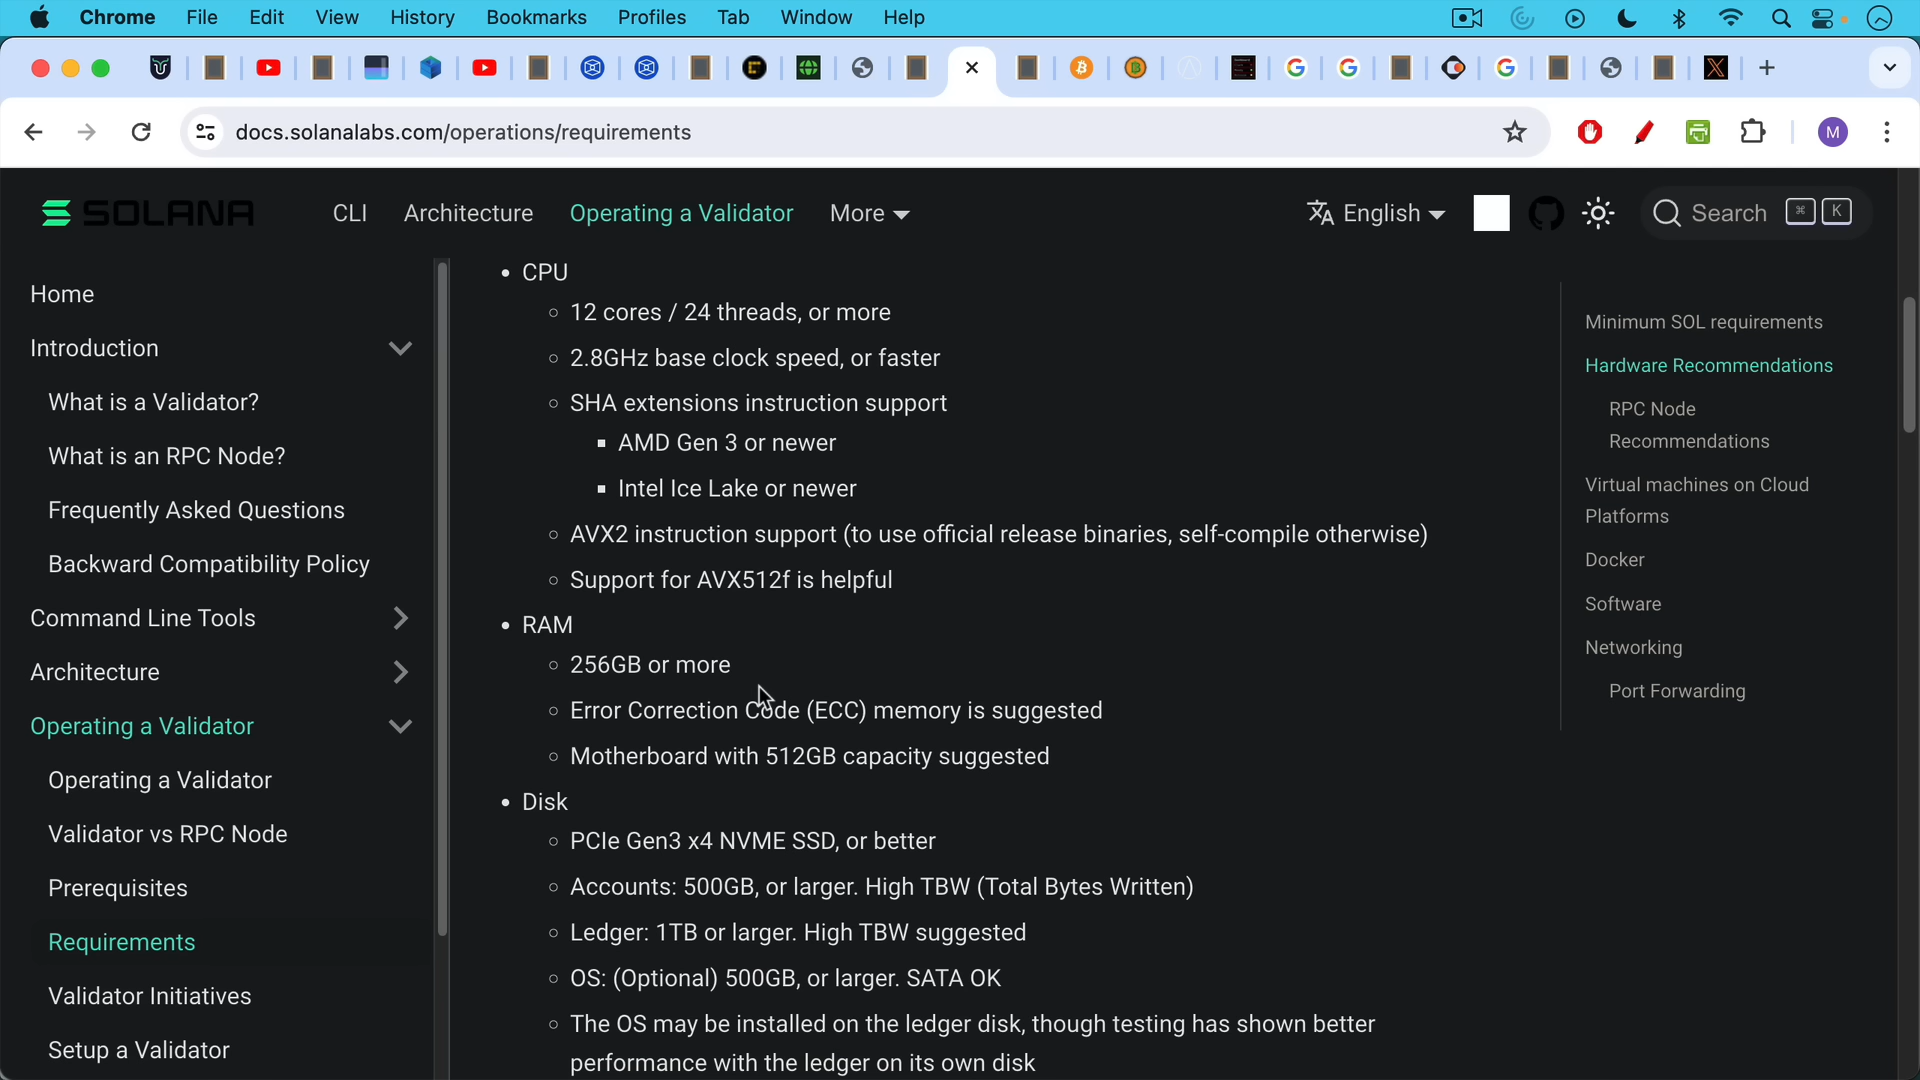 Chrome File Edit View History Bookmarks Profiles Tab Window Help
docs.solanalabs.com/operations/requirements
M
SOLANA
CLI Architecture Operating a Validator More
English
Search ⌘ K
Home
Introduction
What is a Validator?
What is an RPC Node?
Frequently Asked Questions
Backward Compatibility Policy
Command Line Tools
Architecture
Operating a Validator
Operating a Validator
Validator vs RPC Node
Prerequisites
Requirements
Validator Initiatives
Setup a Validator
CPU
12 cores / 24 threads, or more
2.8GHz base clock speed, or faster
SHA extensions instruction support
AMD Gen 3 or newer
Intel Ice Lake or newer
AVX2 instruction support (to use official release binaries, self-compile otherwise)
Support for AVX512f is helpful
RAM
256GB or more
Error Correction Code (ECC) memory is suggested
Motherboard with 512GB capacity suggested
Disk
PCIe Gen3 x4 NVME SSD, or better
Accounts: 500GB, or larger. High TBW (Total Bytes Written)
Ledger: 1TB or larger. High TBW suggested
OS: (Optional) 500GB, or larger. SATA OK
The OS may be installed on the ledger disk, though testing has shown better
performance with the ledger on its own disk
Minimum SOL requirements
Hardware Recommendations
RPC Node
Recommendations
Virtual machines on Cloud
Platforms
Docker
Software
Networking
Port Forwarding